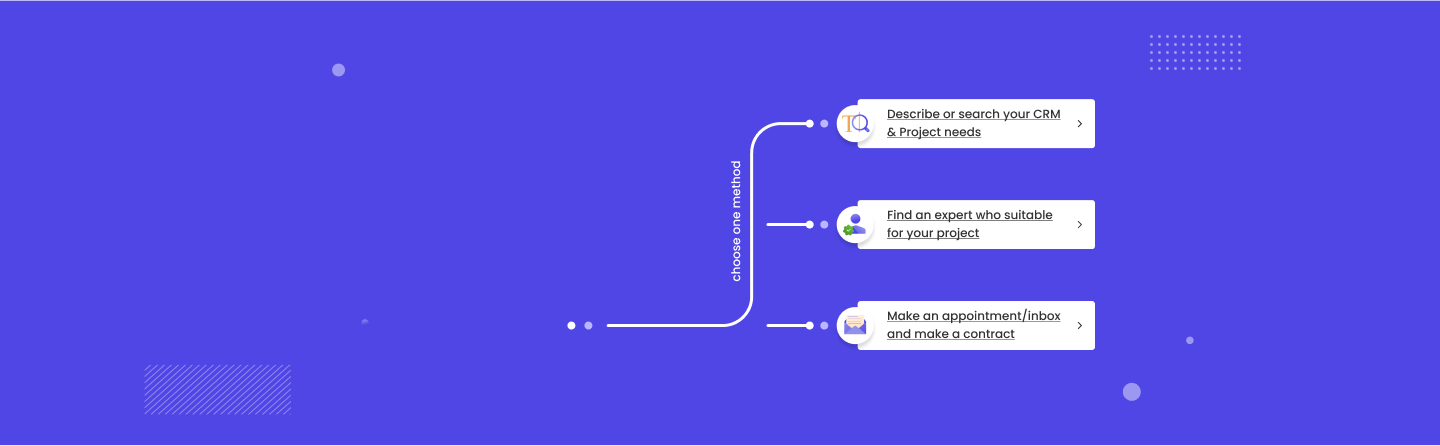 Describe or search your CRM
& Project needs
choose one method
Find an expert who suitable
for your project
Make an appointment/inbox
and make a contract